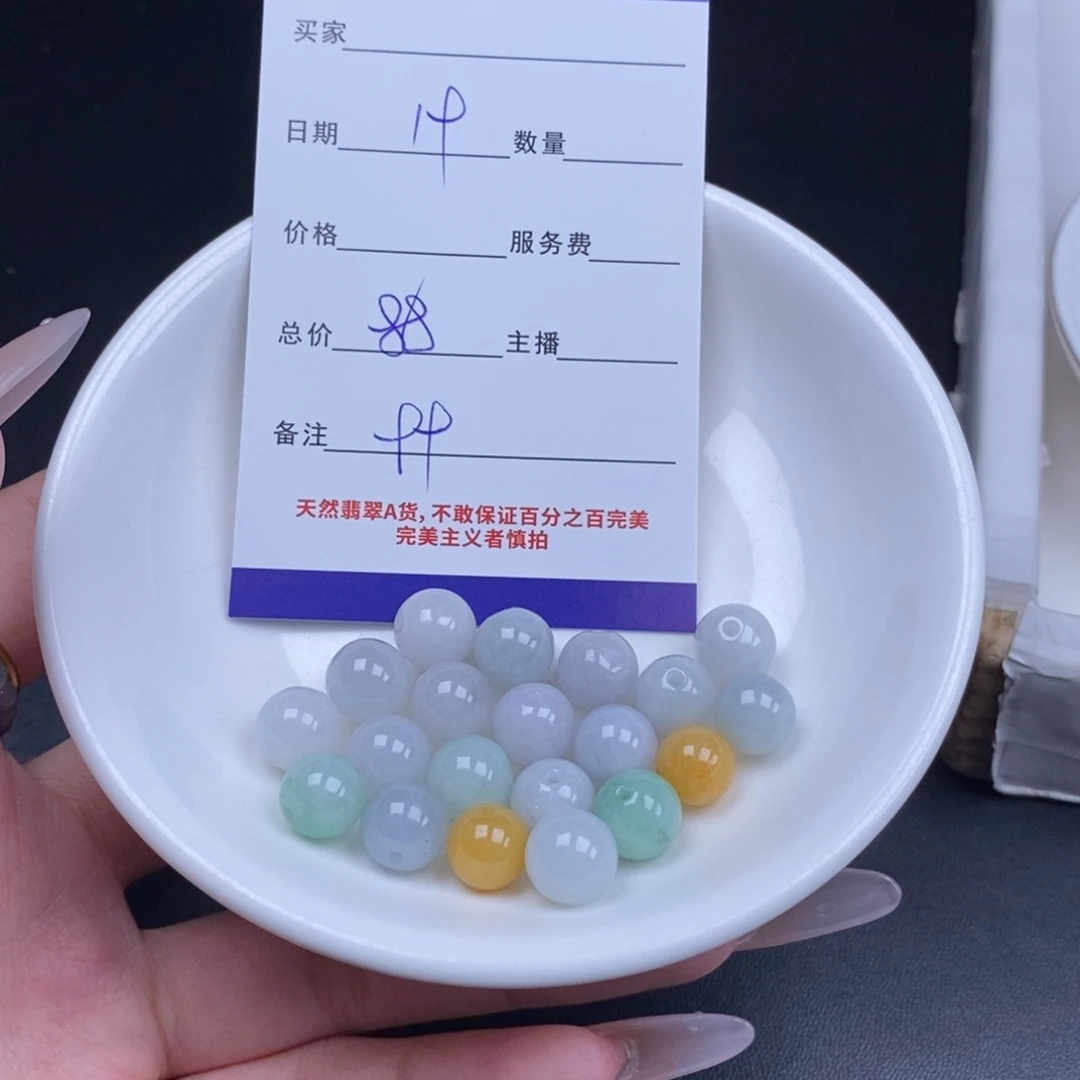 买家
日期 19 数量
价格 服务费
总价 88 主播
备注 99
天然翡翠A货,不敢保证百分之百完美
完美主义者慎拍